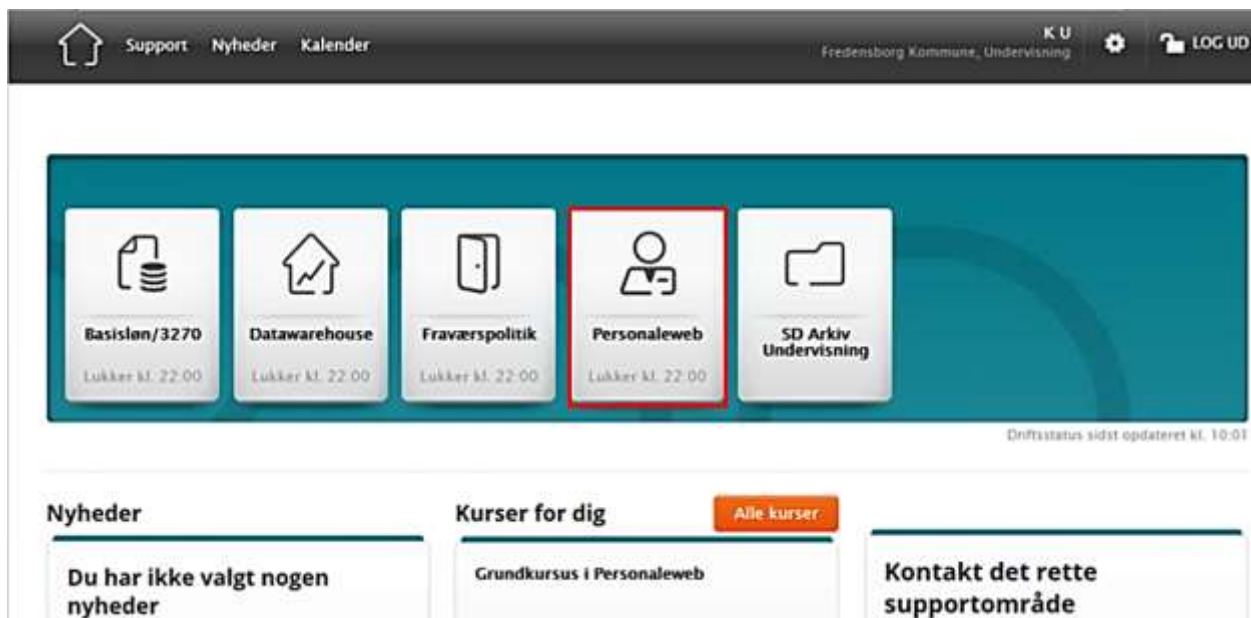 Support Nyheder Kalender
K U
Fredensborg Kommune, Undervisning
LOG UD
Basisløn/3270
Lukker kl. 22:00
Datawarehouse
Lukker kl. 22:00
Fraværspolitik
Lukker kl. 22:00
Personaleweb
Lukker kl. 22:00
SD Arkiv
Undervisning
Driftsstatus sidst opdateret kl. 10:01
Nyheder
Du har ikke valgt nogen
nyheder
Kurser for dig
Alle kurser
Grundkursus i Personaleweb
Kontakt det rette
supportområde